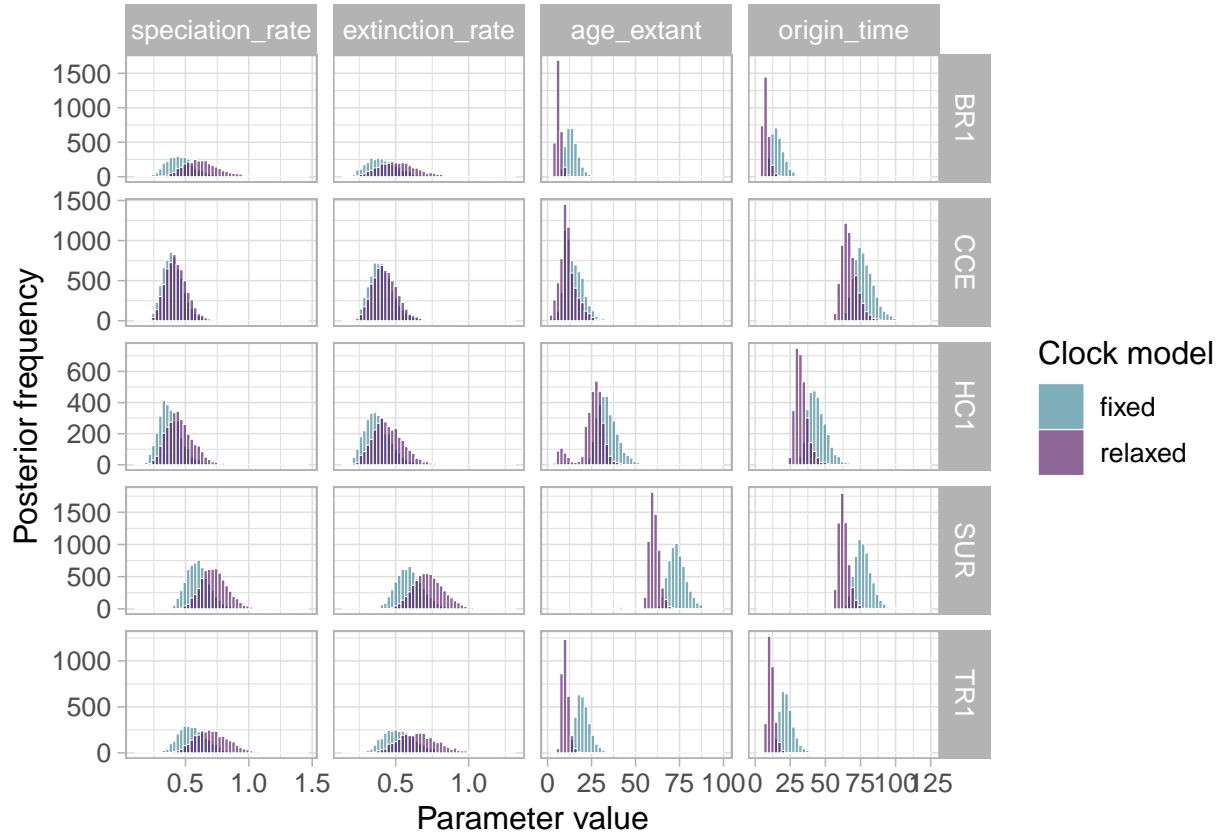 speciation_rate extinction_rate age_extant origin_time
1500
1000
500
0
BR1
1500
1000
500
0
CCE
600
400
200
0
HC1
1500
1000
500
0
SUR
1000
500
0
TR1
0.5 1.0 1.5 0.5 1.0 0 25 50 75 100 0 25 50 75 100 125
Parameter value
Posterior frequency
Clock model
fixed
relaxed